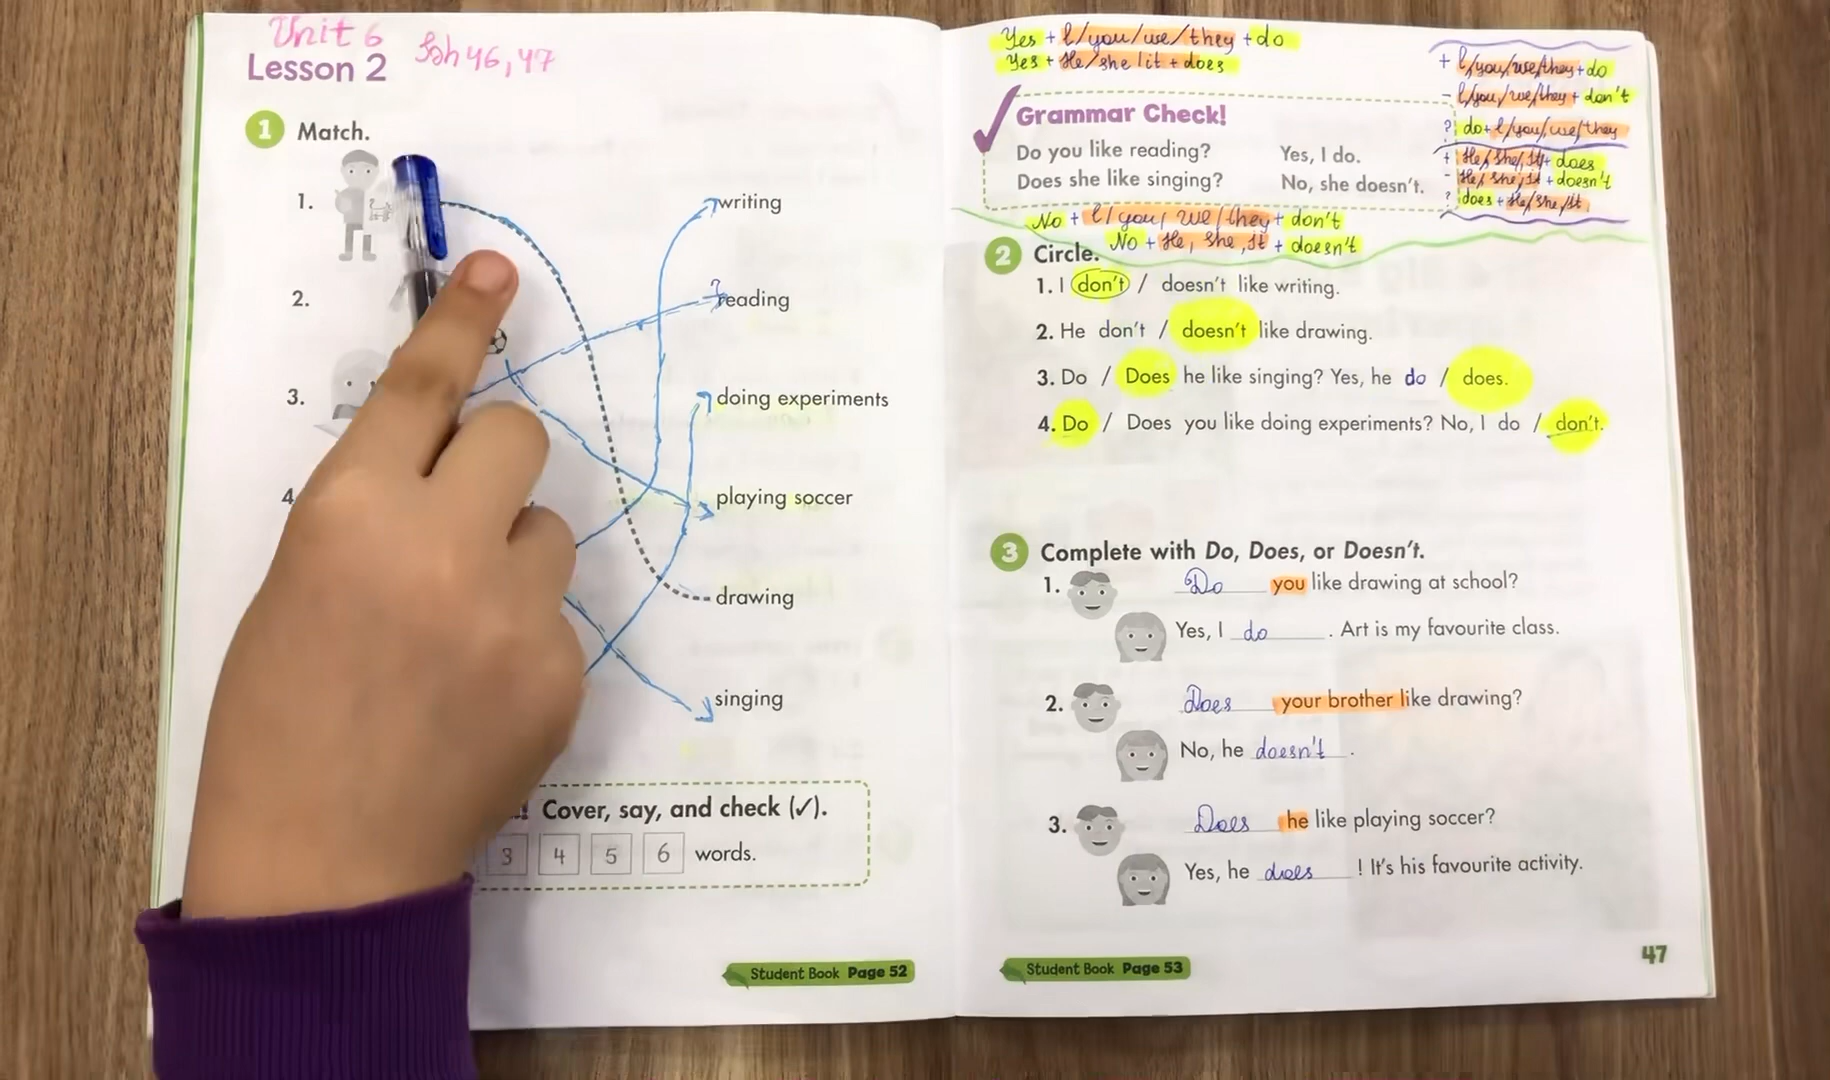 Unit 6
Lesson 2
Soh 46,47
1 Match.
1.
2.
3.
4
writing
reading
doing experiments
playing soccer
drawing
singing
! Cover, say, and check (✓).
3 4 5 6 words.
Student Book Page 52
Yes + I/you/we/they + do
Yes + He/she/it + does
Grammar Check!
Do you like reading? Yes, I do.
Does she like singing? No, she doesn't.
+ I/you/we/they + do
- I/you/we/they + don't
? do + I/you/we/they
+ He/she/it + does
- He/she/it + doesn't
? does + He/she/it
No + I/you/we/they + don't
No + He, she, it + doesn't
2 Circle.
1. I don't / doesn't like writing.
2. He don't / doesn't like drawing.
3. Do / Does he like singing? Yes, he do / does.
4. Do / Does you like doing experiments? No, I do / don't.
3 Complete with Do, Does, or Doesn't.
1. Do you like drawing at school?
Yes, I do. Art is my favourite class.
2. Does your brother like drawing?
No, he doesn't.
3. Does he like playing soccer?
Yes, he does! It's his favourite activity.
Student Book Page 53
47